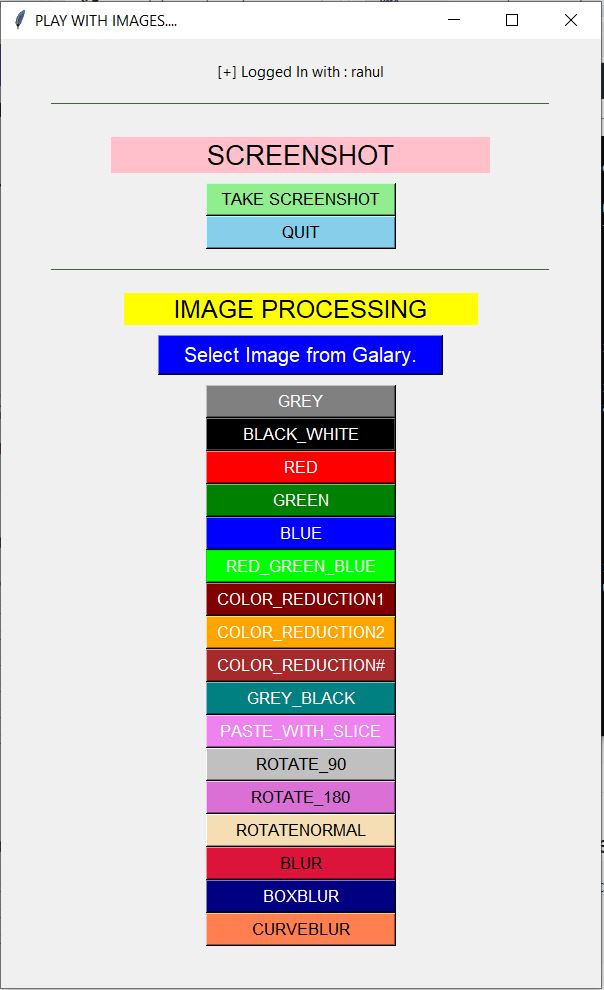 PLAY WITH IMAGES....
[+] Logged In with : rahul
SCREENSHOT
TAKE SCREENSHOT
QUIT
IMAGE PROCESSING
Select Image from Galary.
GREY
BLACK_WHITE
RED
GREEN
BLUE
RED_GREEN_BLUE
COLOR_REDUCTION1
COLOR_REDUCTION2
COLOR_REDUCTION#
GREY_BLACK
PASTE_WITH_SLICE
ROTATE_90
ROTATE_180
ROTATENORMAL
BLUR
BOXBLUR
CURVEBLUR